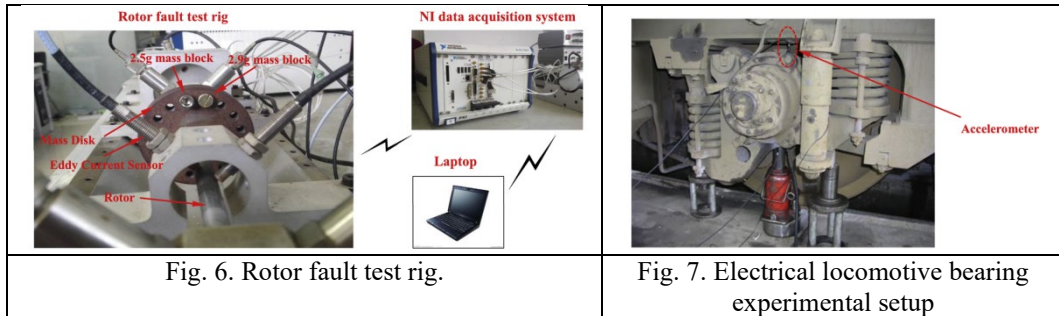 Rotor fault test rig
NI data acquisition system
2.5g mass block
2.9g mass block
Mass Disk
Eddy Current Sensor
Rotor
Laptop
Accelerometer
Fig. 6. Rotor fault test rig.
Fig. 7. Electrical locomotive bearing
experimental setup